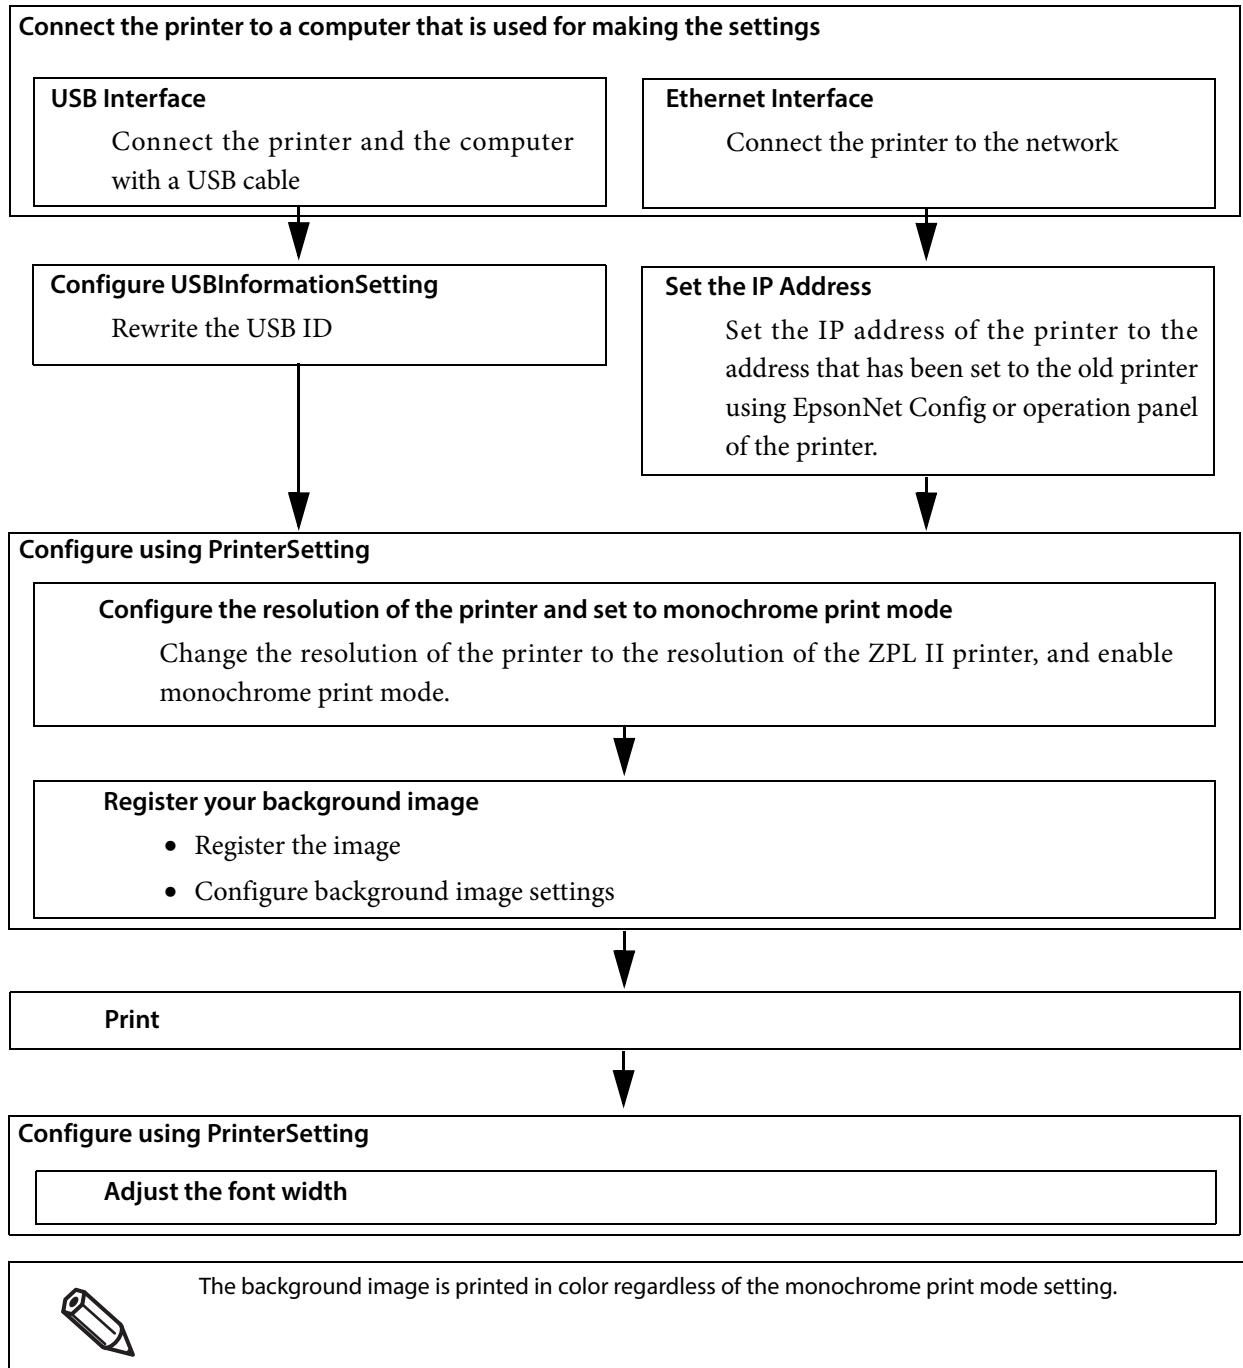 Connect the printer to a computer that is used for making the settings
USB Interface
Connect the printer and the computer
with a USB cable
Ethernet Interface
Connect the printer to the network
Configure USBInformationSetting
Rewrite the USB ID
Set the IP Address
Set the IP address of the printer to the
address that has been set to the old printer
using EpsonNet Config or operation panel
of the printer.
Configure using PrinterSetting
Configure the resolution of the printer and set to monochrome print mode
Change the resolution of the printer to the resolution of the ZPL II printer, and enable
monochrome print mode.
Register your background image
• Register the image
• Configure background image settings
Print
Configure using PrinterSetting
Adjust the font width
The background image is printed in color regardless of the monochrome print mode setting.